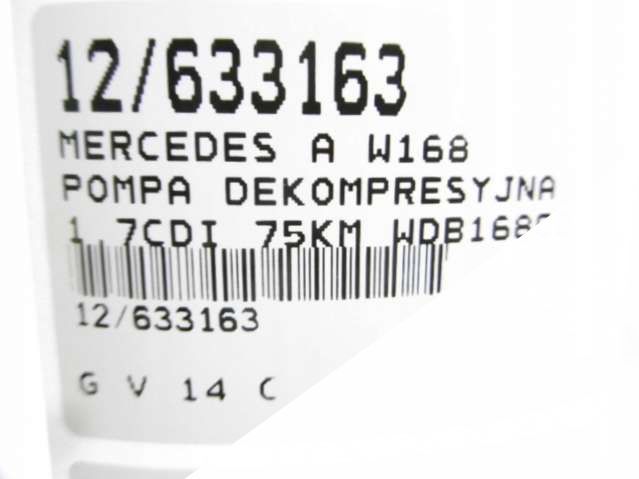 12/633163
MERCEDES A W168
POMPA DEKOMPRESYJNA
1.7CDI 75KM
12/633163
G V 14 C